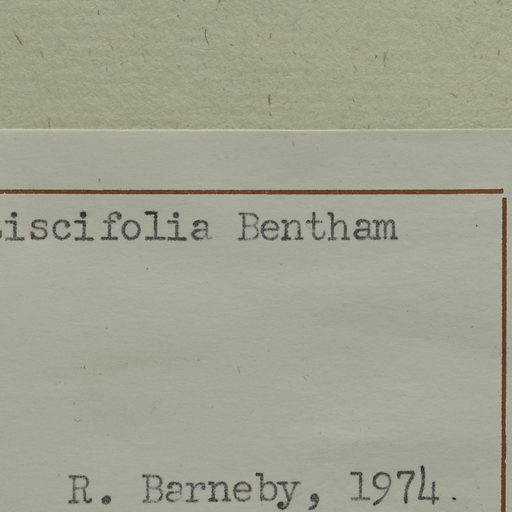 iscifolia Bentham
R. Barneby, 1974.